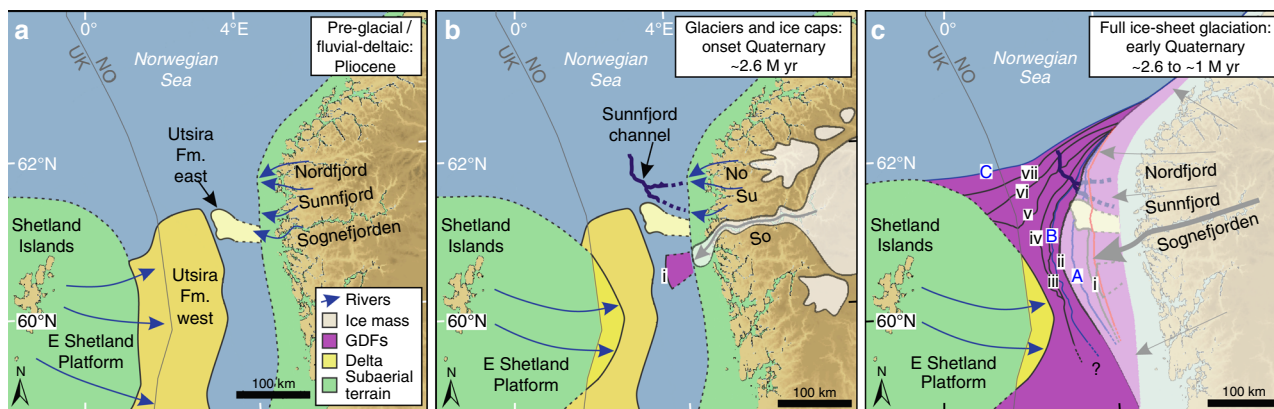 a
0°
4°E
Pre-glacial /
fluvial-deltaic:
Pliocene
UK
NO
Norwegian
Sea
Utsira
Fm.
east
62°N
Nordfjord
Sunnfjord
Sognefjorden
Shetland
Islands
Utsira
Fm.
west
60°N
E Shetland
Platform
Rivers
Ice mass
GDFs
Delta
Subaerial
terrain
N
100 km
b
0°
4°E
Glaciers and ice caps:
onset Quaternary
~2.6 M yr
UK
NO
Norwegian
Sea
Sunnfjord
channel
62°N
No
Su
So
Shetland
Islands
i
60°N
E Shetland
Platform
N
100 km
c
0°
Full ice-sheet glaciation:
early Quaternary
~2.6 to ~1 M yr
UK
NO
Norwegian
Sea
62°N
C
vii
vi
v
iv
B
ii
iii
A
i
Nordfjord
Sunnfjord
Sognefjorden
Shetland
Islands
60°N
E Shetland
Platform
?
N
100 km